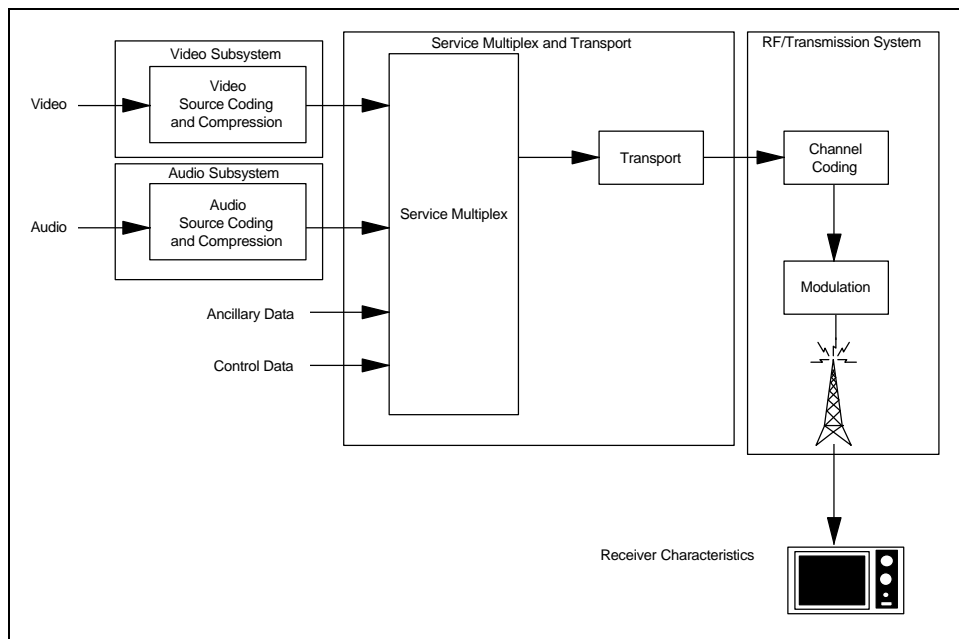 Video Subsystem
Video
Source Coding
and Compression
Video
Audio Subsystem
Audio
Source Coding
and Compression
Audio
Ancillary Data
Control Data
Service Multiplex and Transport
Service Multiplex
Transport
RF/Transmission System
Channel
Coding
Modulation
Receiver Characteristics